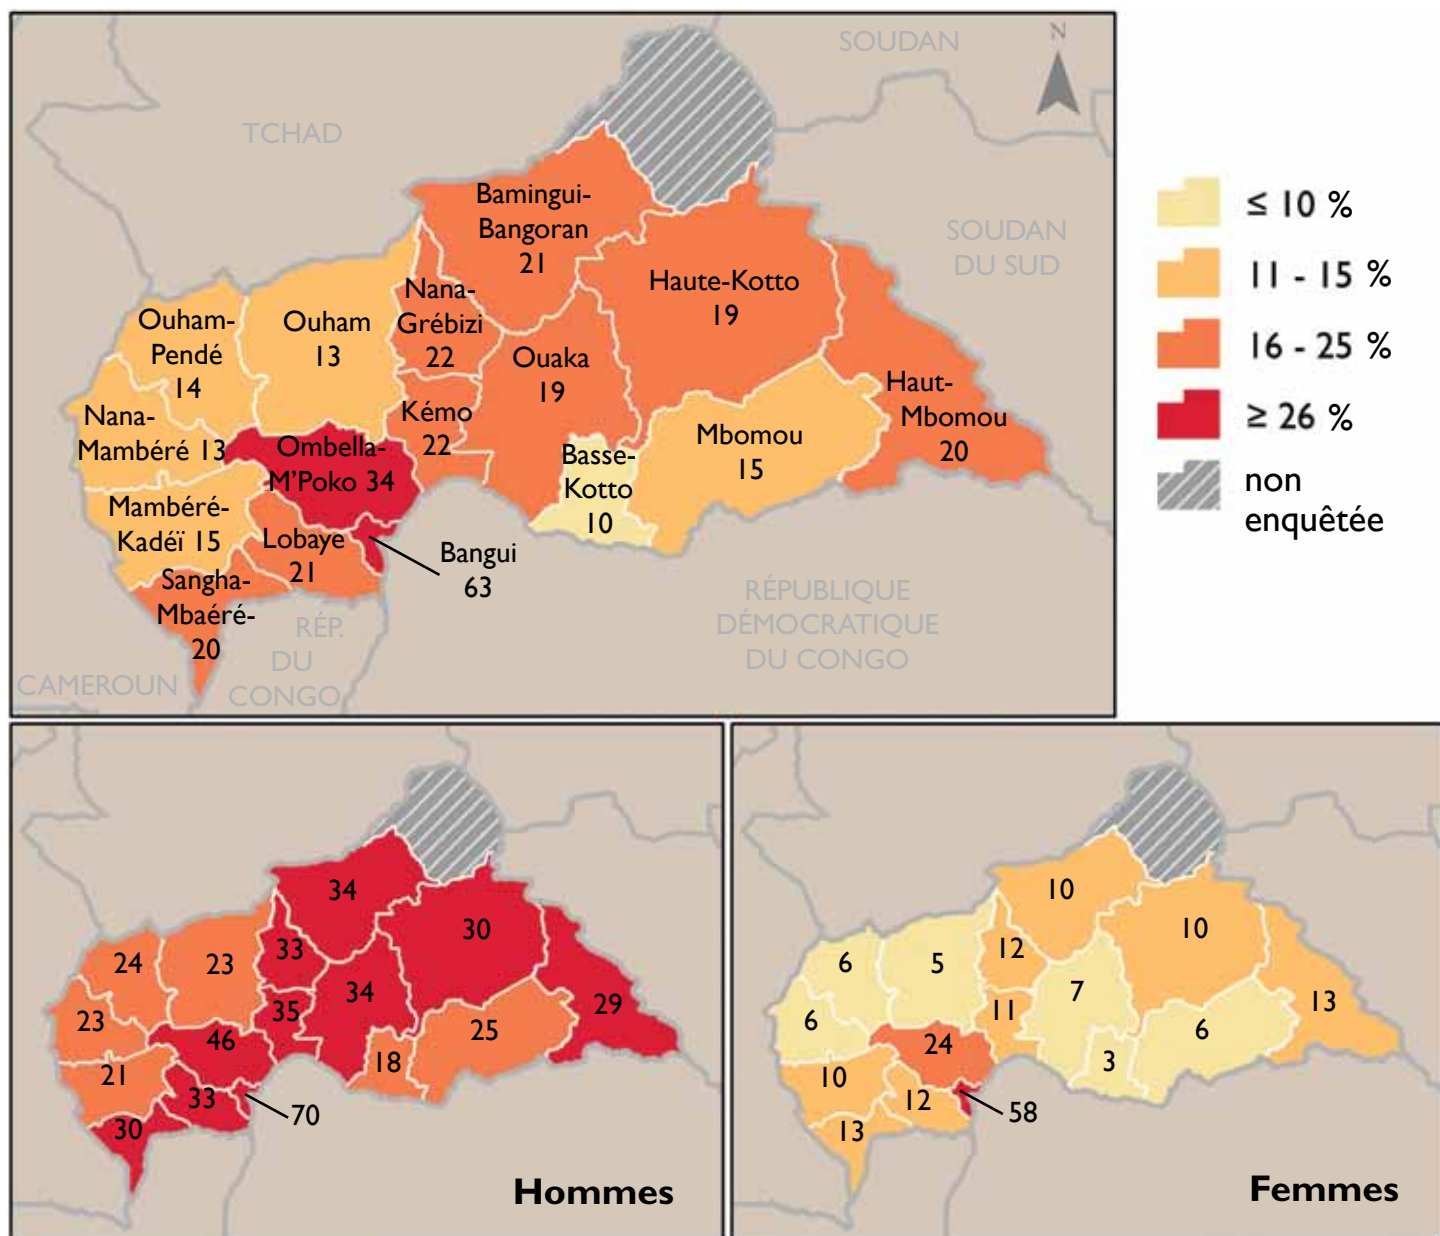 SOUDAN
N
TCHAD
SOUDAN
DU SUD
Bamingui-
Bangoran
21
Haute-Kotto
19
Nana-
Grébizi
22
Ouham-
Pendé
14
Ouham
13
Ouaka
19
Haut-
Mbomou
20
Kémo
22
Nana-
Mambéré 13
Ombella-
M'Poko 34
Mbomou
15
Basse-
Kotto
10
Mambéré-
Kadéï 15
Lobaye
21
Bangui
63
Sangha-
Mbaéré-
20
RÉP.
DU
CONGO
RÉPUBLIQUE
DÉMOCRATIQUE
DU CONGO
CAMEROUN
≤ 10 %
11 - 15 %
16 - 25 %
≥ 26 %
non
enquêtée
34
30
33
24
23
34
29
35
23
46
25
18
21
33
70
30
Hommes
10
10
12
6
5
7
13
11
6
24
6
3
10
12
58
13
Femmes